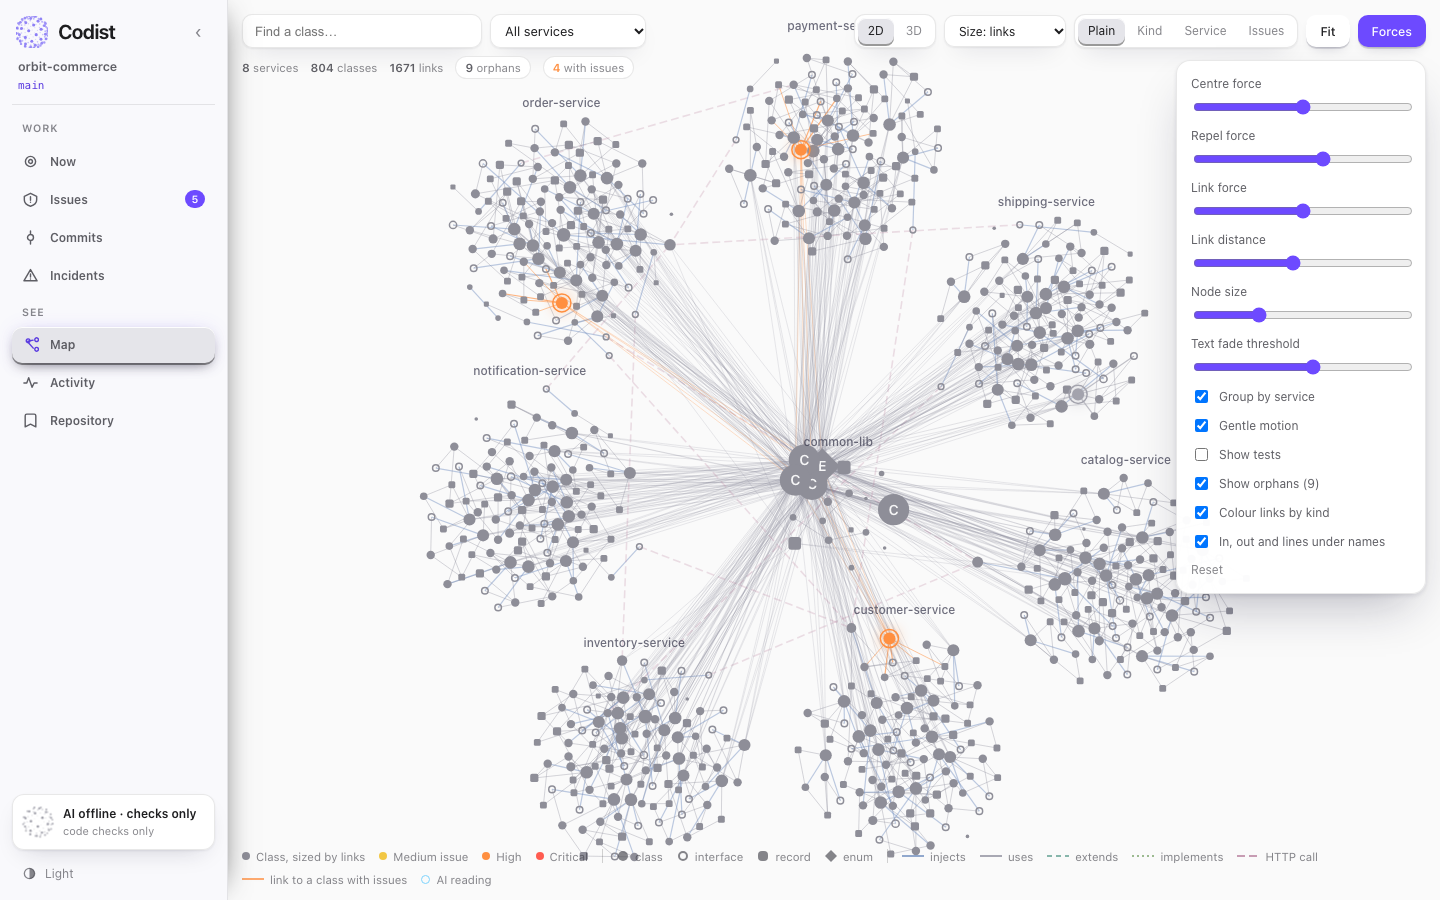 Codist
orbit-commerce
main
WORK
Now
Issues 5
Commits
Incidents
SEE
Map
Activity
Repository
AI offline · checks only
code checks only
Light
Find a class…
All services
8 services 804 classes 1671 links 9 orphans 4 with issues
2D 3D
Size: links
Plain Kind Service Issues
Fit
Forces
Centre force
Repel force
Link force
Link distance
Node size
Text fade threshold
Group by service
Gentle motion
Show tests
Show orphans (9)
Colour links by kind
In, out and lines under names
Reset
payment-se
order-service
shipping-service
notification-service
common-lib
C
E
C
C
C
catalog-service
customer-service
inventory-service
Class, sized by links Medium issue High Critical class interface record enum injects uses extends implements HTTP call
link to a class with issues AI reading